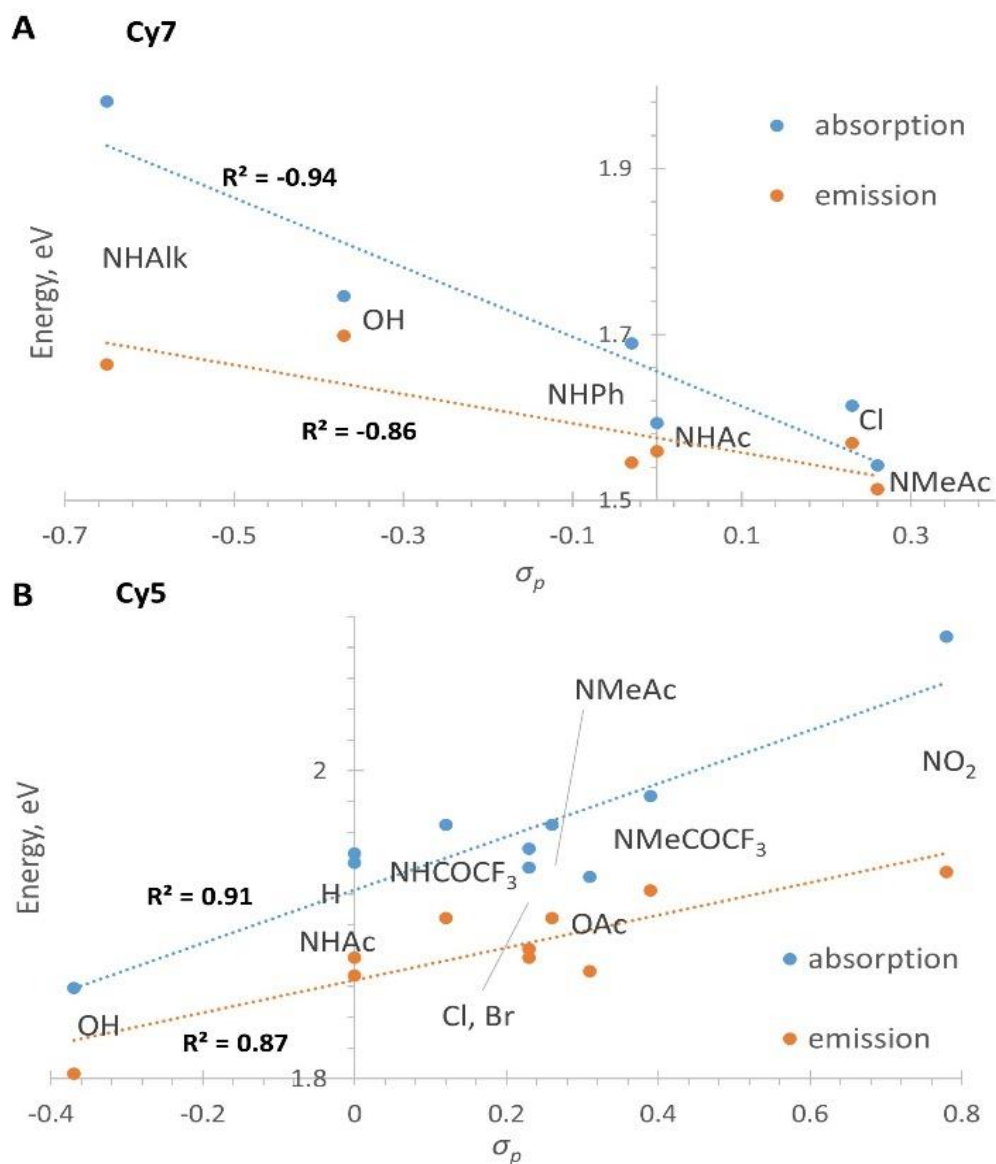 A Cy7
absorption
emission
1.9
R² = -0.94
Energy, eV
NHAlk
OH
1.7
NHPh
NHAc
Cl
R² = -0.86
NMeAc
1.5
-0.7 -0.5 -0.3 -0.1 0.1 0.3
σp
B Cy5
NMeAc
2
NO2
Energy, eV
NMeCOCF3
NHCOCF3
R² = 0.91
H
OAc
NHAc
absorption
Cl, Br
OH
R² = 0.87
emission
1.8
-0.4 -0.2 0 0.2 0.4 0.6 0.8
σp